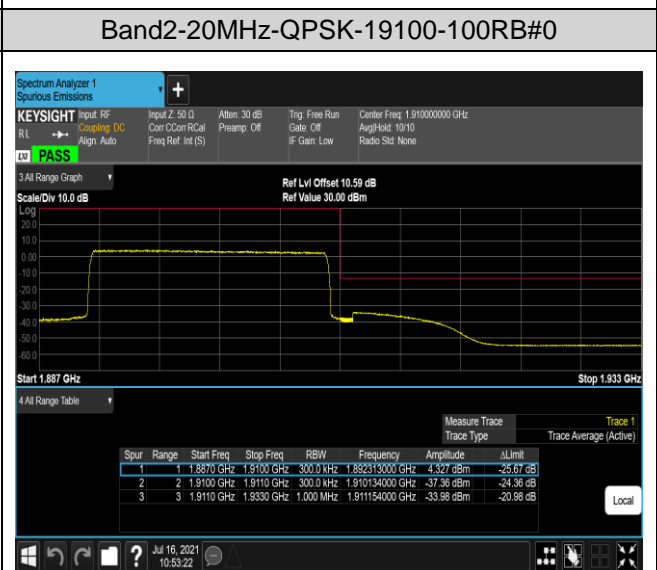 Band2-20MHz-QPSK-19100-100RB#0
Spectrum Analyzer 1
Spurious Emissions
+
KEYSIGHT Input: RF Input Z: 50 Ω Atten: 30 dB Trig: Free Run Center Freq: 1.910000000 GHz
RL Coupling: DC Corr CCorr RCal Preamp: Off Gate: Off Avg|Hold: 10/10
Align: Auto Freq Ref: Int (S) IF Gain: Low Radio Std: None
LXI PASS
3 All Range Graph
Ref Lvl Offset 10.59 dB
Scale/Div 10.0 dB Ref Value 30.00 dBm
Log
20.0
10.0
0.00
-10.0
-20.0
-30.0
-40.0
-50.0
-60.0
Start 1.887 GHz Stop 1.933 GHz
4 All Range Table
Measure Trace Trace 1
Trace Type Trace Average (Active)
Spur Range Start Freq Stop Freq RBW Frequency Amplitude ΔLimit
1 1 1.8870 GHz 1.9100 GHz 300.0 kHz 1.892313000 GHz 4.327 dBm -25.67 dB
2 2 1.9100 GHz 1.9110 GHz 300.0 kHz 1.910134000 GHz -37.36 dBm -24.36 dB
3 3 1.9110 GHz 1.9330 GHz 1.000 MHz 1.911154000 GHz -33.98 dBm -20.98 dB
Local
? Jul 16, 2021
10:53:22